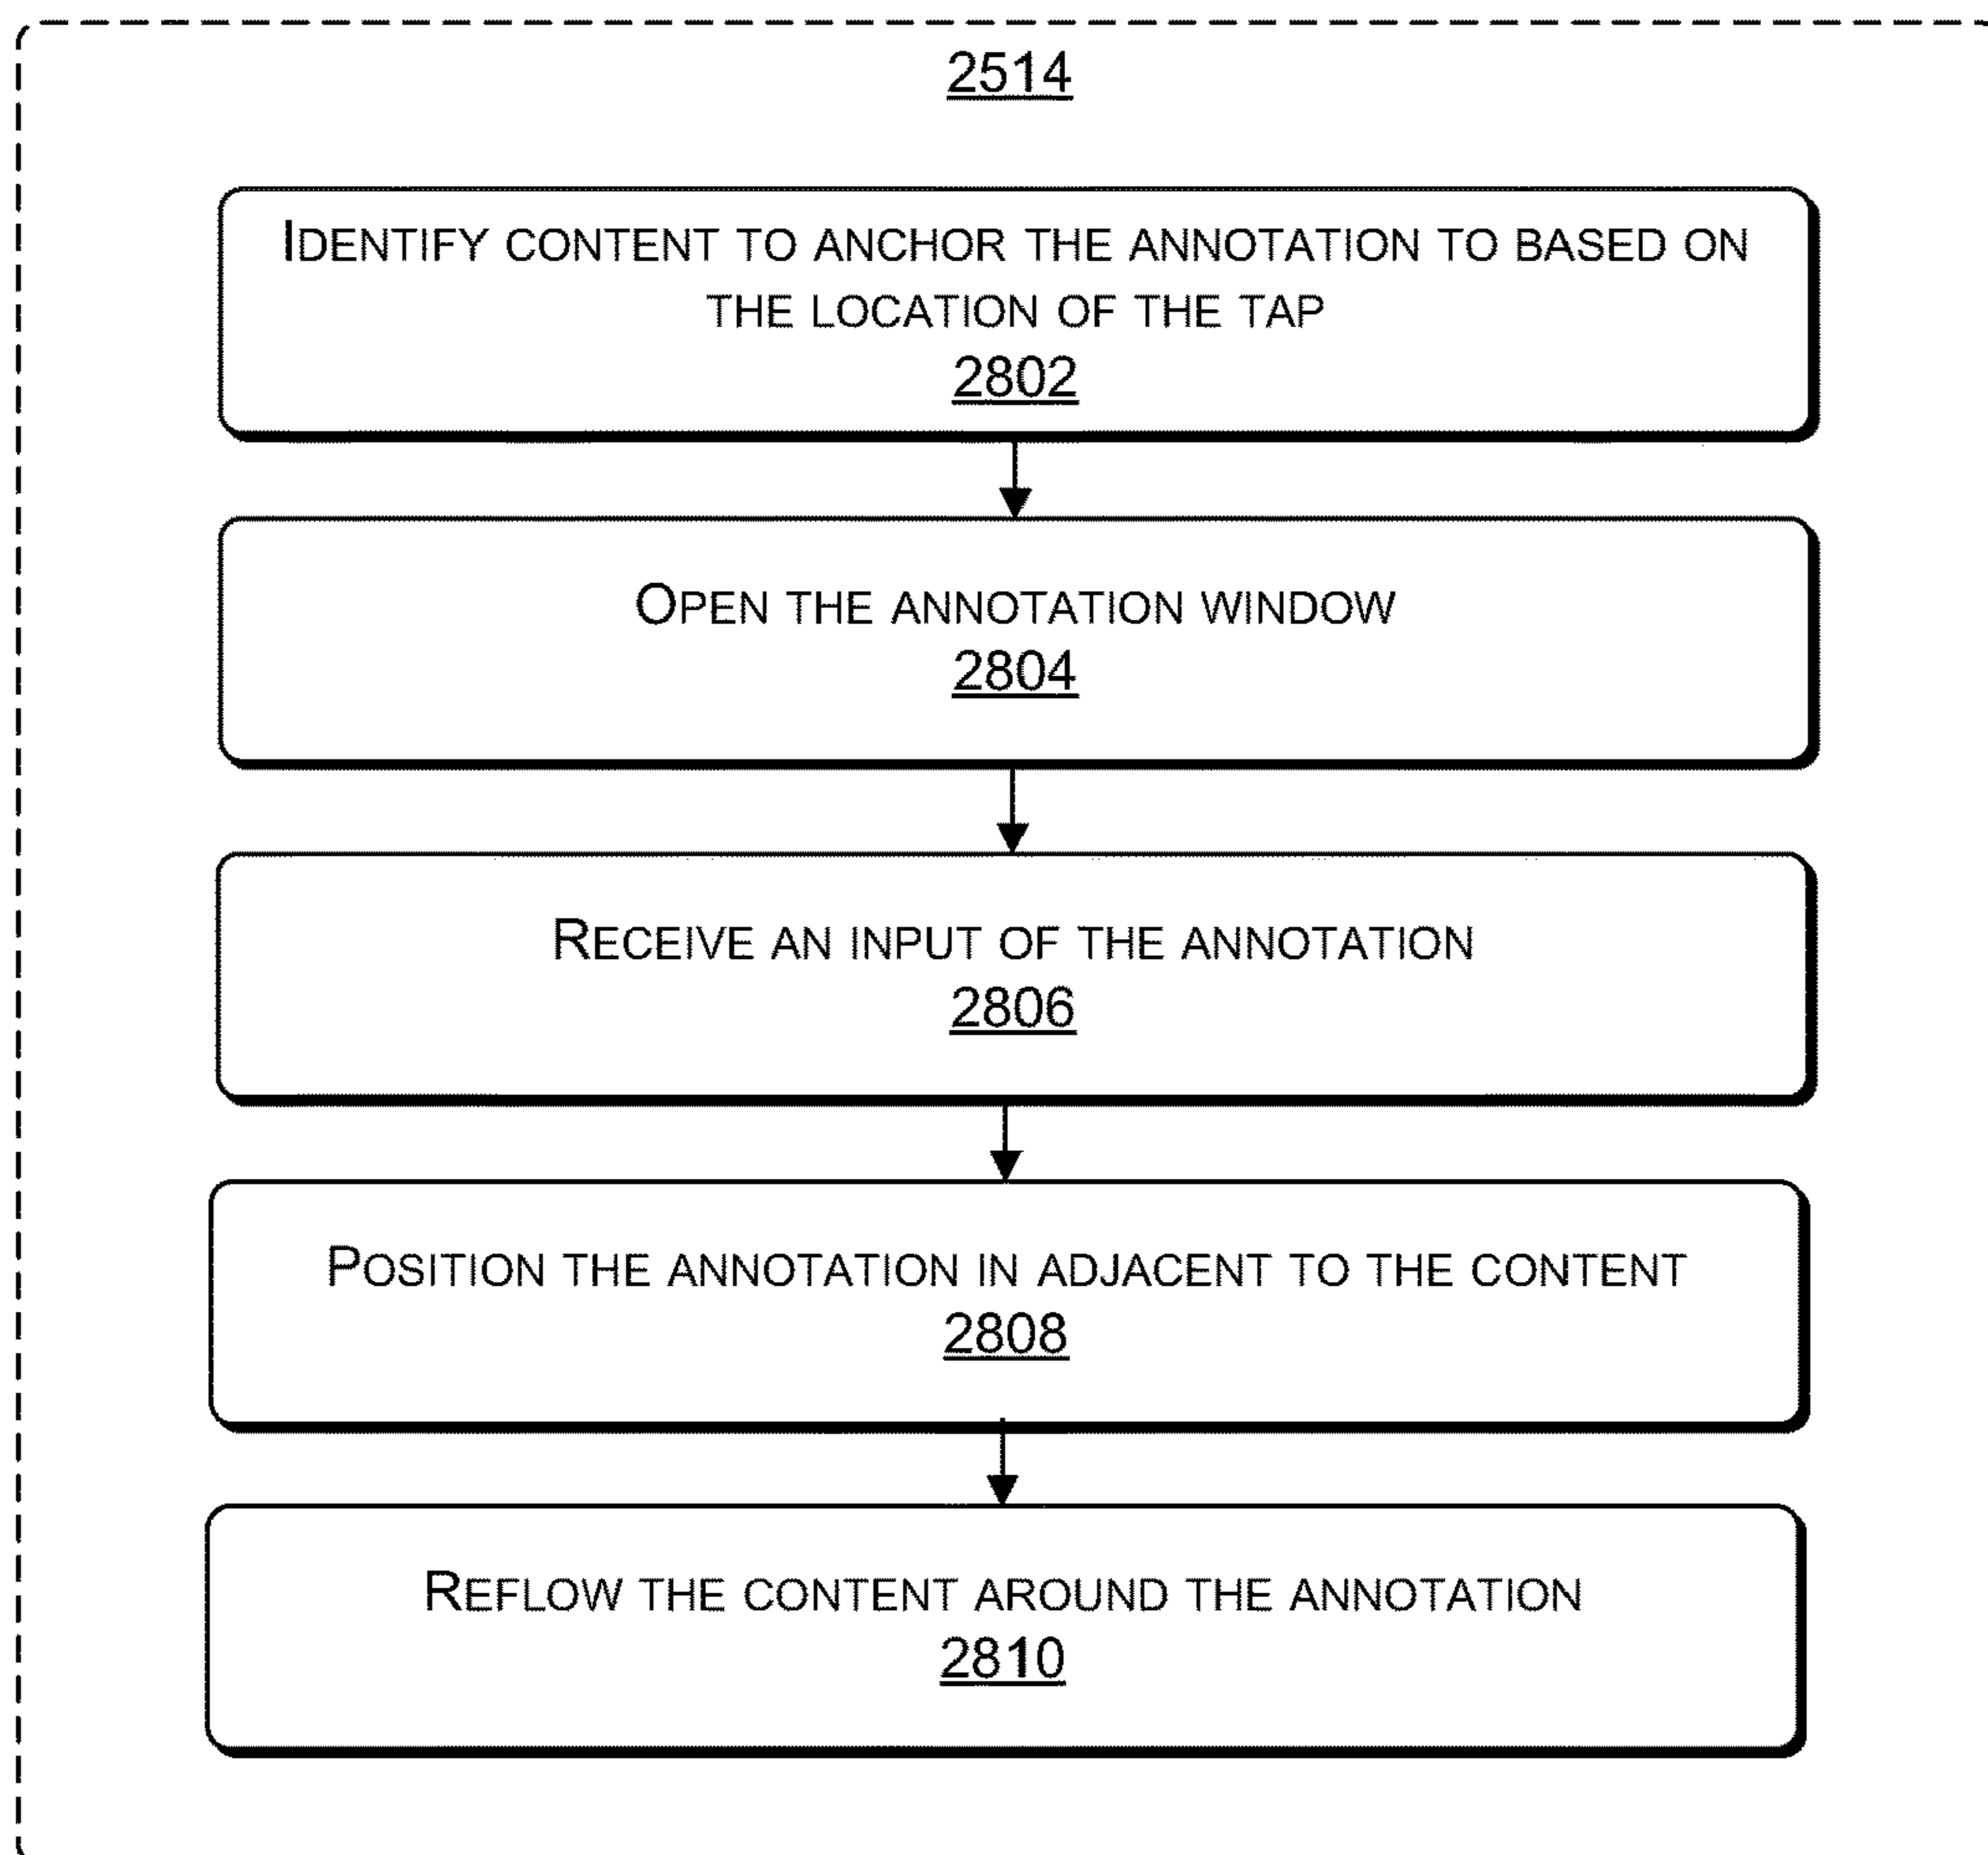 2514
IDENTIFY CONTENT TO ANCHOR THE ANNOTATION TO BASED ON
THE LOCATION OF THE TAP
2802
OPEN THE ANNOTATION WINDOW
2804
RECEIVE AN INPUT OF THE ANNOTATION
2806
POSITION THE ANNOTATION IN ADJACENT TO THE CONTENT
2808
REFLOW THE CONTENT AROUND THE ANNOTATION
2810